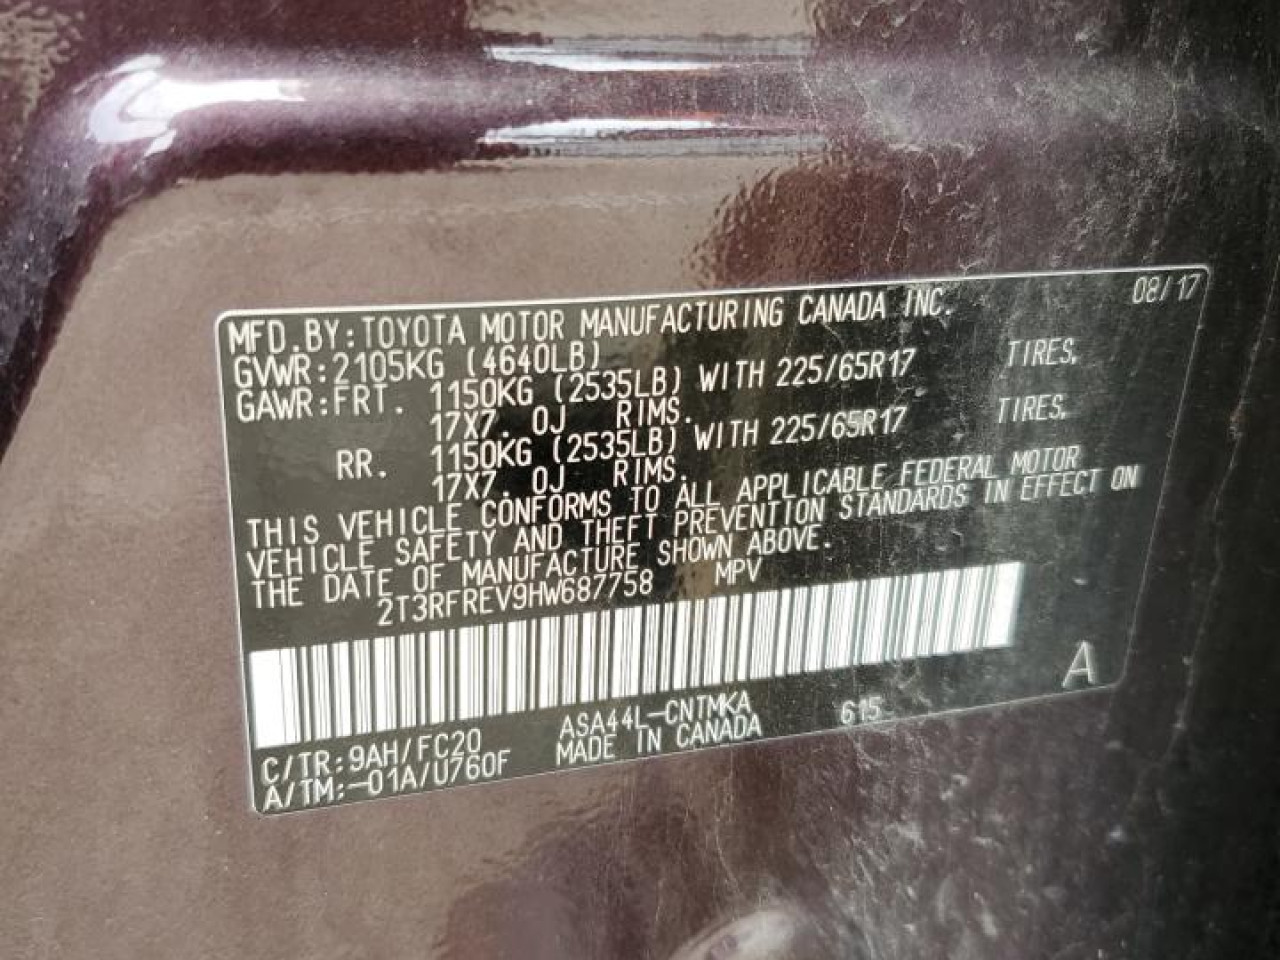 MFD.BY:TOYOTA MOTOR MANUFACTURING CANADA INC. 08/17
GVWR:2105KG (4640LB)
GAWR:FRT. 1150KG (2535LB) WITH 225/65R17 TIRES,
17X7.0J RIMS.
RR. 1150KG (2535LB) WITH 225/65R17 TIRES,
17X7.0J RIMS.
THIS VEHICLE CONFORMS TO ALL APPLICABLE FEDERAL MOTOR
VEHICLE SAFETY AND THEFT PREVENTION STANDARDS IN EFFECT ON
THE DATE OF MANUFACTURE SHOWN ABOVE.
2T3RFREV9HW687758 MPV
A
C/TR:9AH/FC20 ASA44L-CNTMKA 615
A/TM:-01A/U760F MADE IN CANADA